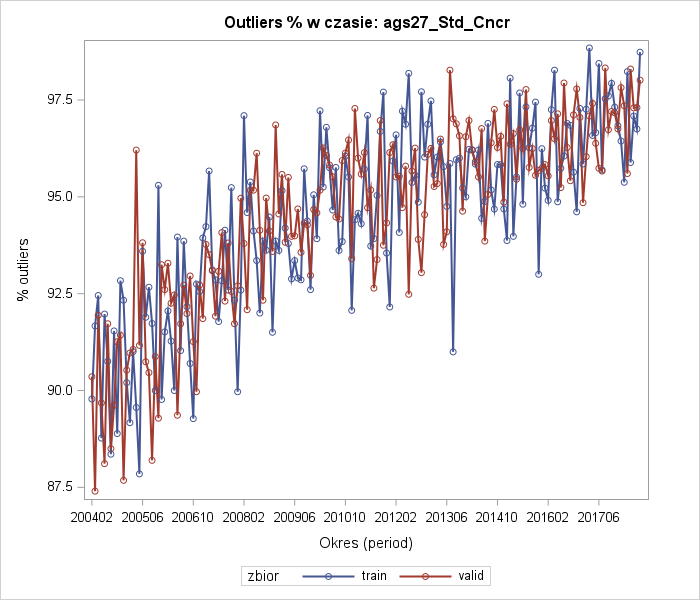 Outliers % w czasie: ags27_Std_Cncr
97.5
95.0
92.5
90.0
87.5
% outliers
200402 200506 200610 200802 200906 201010 201202 201306 201410 201602 201706
Okres (period)
zbior train valid